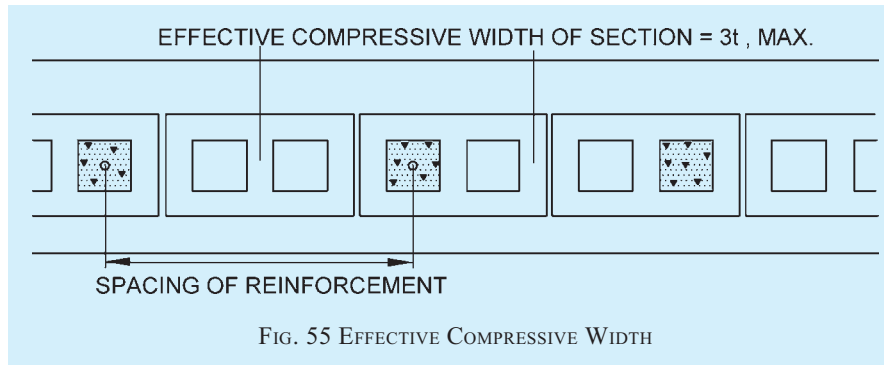 EFFECTIVE COMPRESSIVE WIDTH OF SECTION = 3t , MAX.
SPACING OF REINFORCEMENT
FIG. 55 EFFECTIVE COMPRESSIVE WIDTH